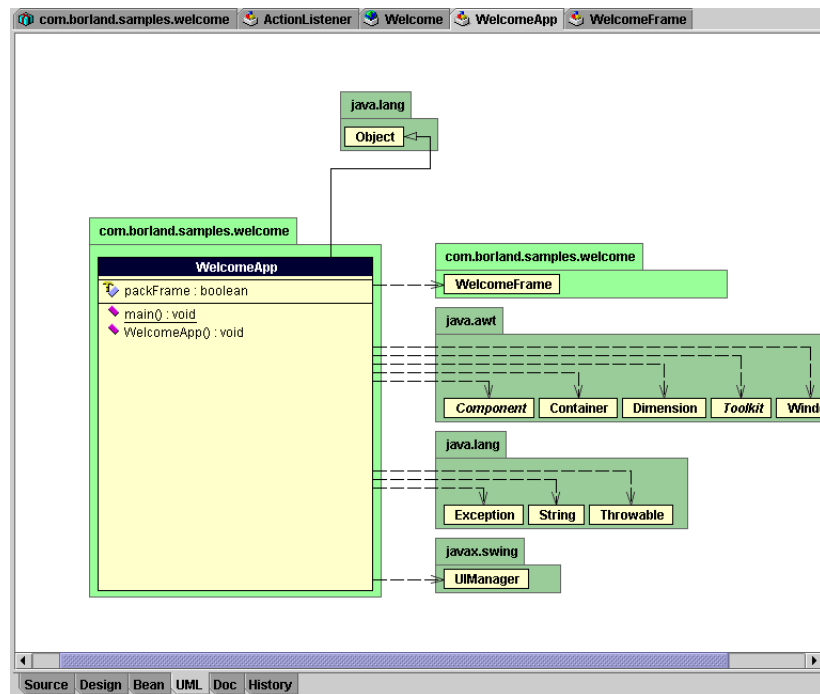 com.borland.samples.welcome ActionListener Welcome WelcomeApp WelcomeFrame
java.lang
Object
com.borland.samples.welcome
WelcomeApp
packFrame : boolean
main() : void
WelcomeApp() : void
com.borland.samples.welcome
WelcomeFrame
java.awt
Component Container Dimension Toolkit
java.lang
Exception String Throwable
javax.swing
UIManager
Source Design Bean UML Doc History